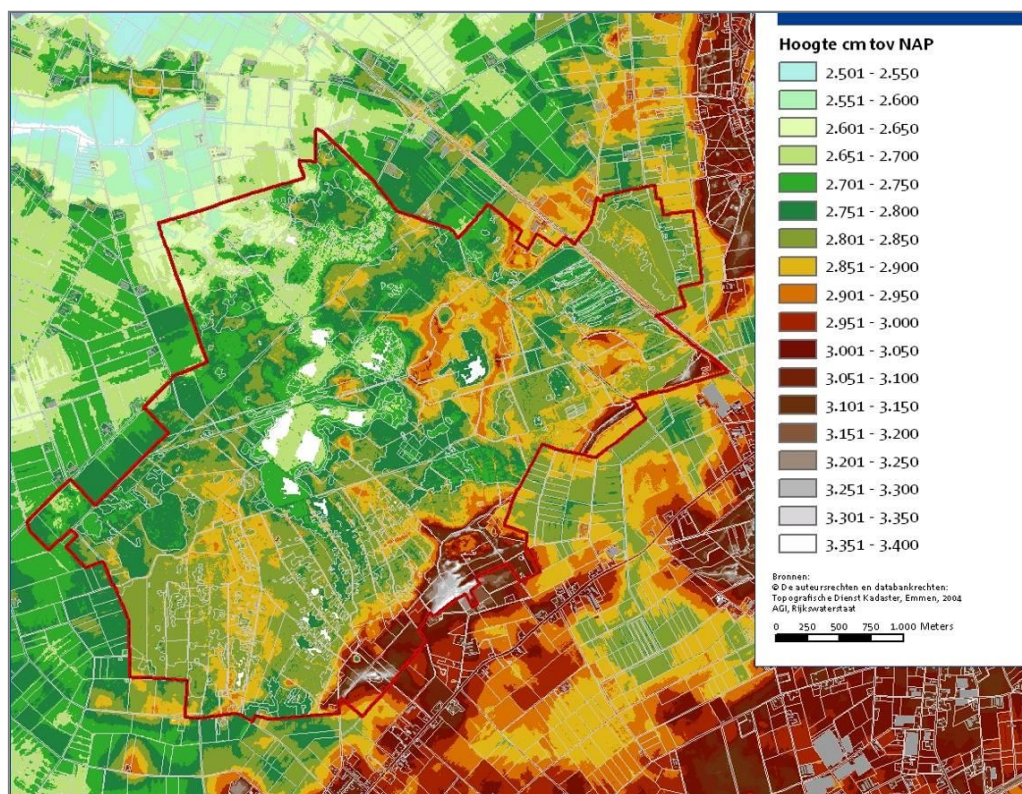 Hoogte cm tov NAP
2.501 - 2.550
2.551 - 2.600
2.601 - 2.650
2.651 - 2.700
2.701 - 2.750
2.751 - 2.800
2.801 - 2.850
2.851 - 2.900
2.901 - 2.950
2.951 - 3.000
3.001 - 3.050
3.051 - 3.100
3.101 - 3.150
3.151 - 3.200
3.201 - 3.250
3.251 - 3.300
3.301 - 3.350
3.351 - 3.400
Bronnen:
© De auteursrechten en databankrechten:
Topografische Dienst Kadaster, Emmen, 2004
AGI, Rijkswaterstaat
0 250 500 750 1.000 Meters